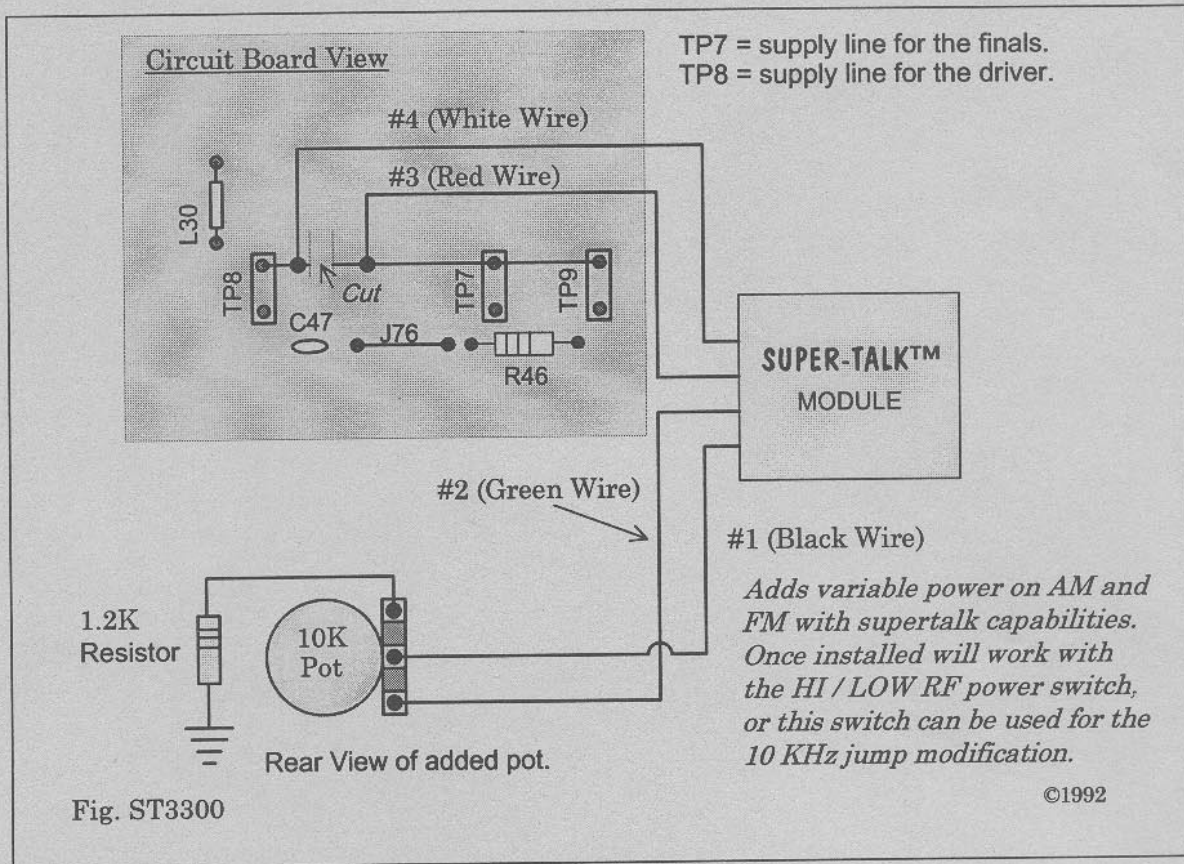 Circuit Board View
TP7 = supply line for the finals.
TP8 = supply line for the driver.
#4 (White Wire)
#3 (Red Wire)
L30
TP8
Cut
TP7
TP9
C47
J76
R46
SUPER-TALK™
MODULE
#2 (Green Wire)
#1 (Black Wire)
1.2K
Resistor
10K
Pot
Rear View of added pot.
Adds variable power on AM and
FM with supertalk capabilities.
Once installed will work with
the HI / LOW RF power switch,
or this switch can be used for the
10 KHz jump modification.
©1992
Fig. ST3300